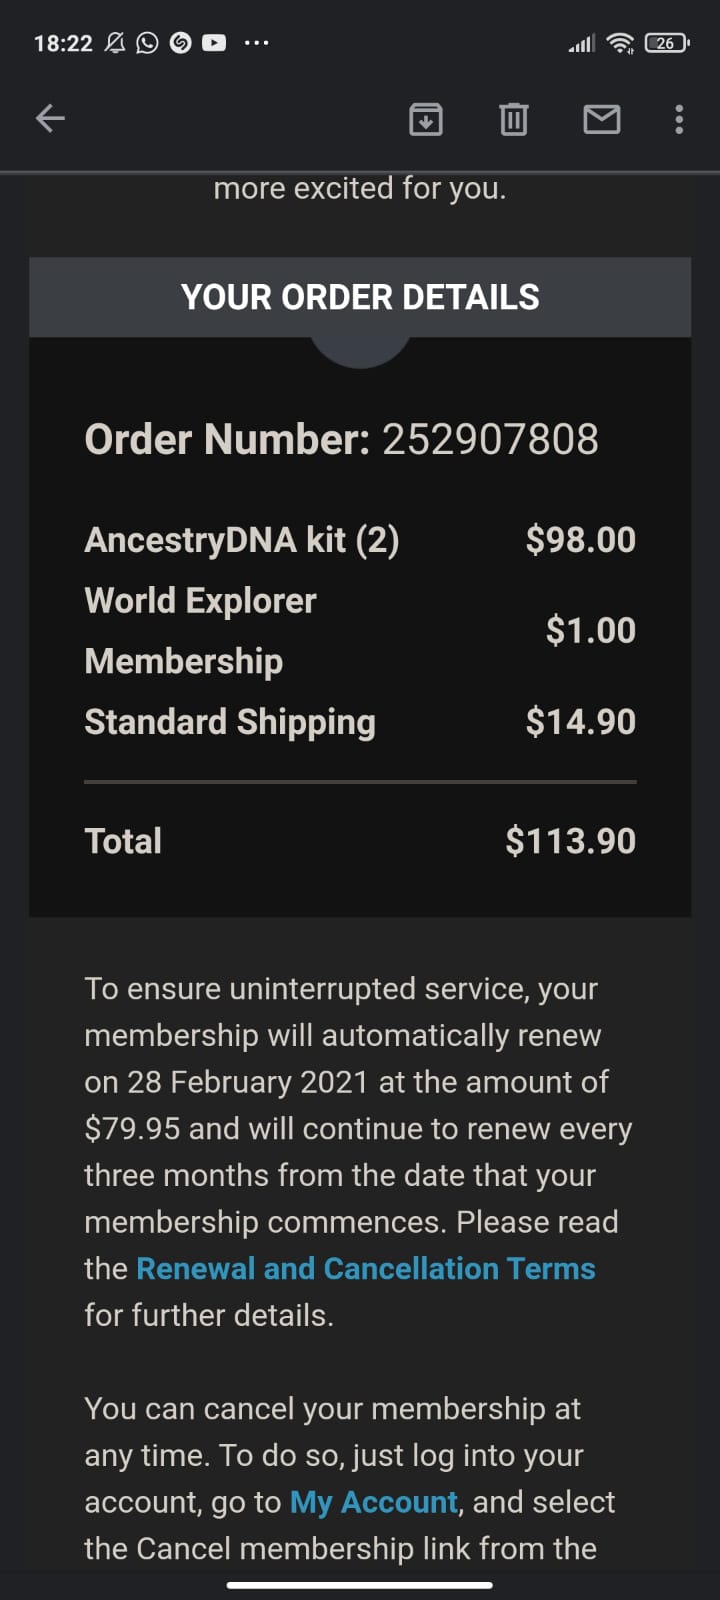 18:22
26
more excited for you.
YOUR ORDER DETAILS
Order Number: 252907808
AncestryDNA kit (2) $98.00
World Explorer
Membership $1.00
Standard Shipping $14.90
Total $113.90
To ensure uninterrupted service, your
membership will automatically renew
on 28 February 2021 at the amount of
$79.95 and will continue to renew every
three months from the date that your
membership commences. Please read
the Renewal and Cancellation Terms
for further details.
You can cancel your membership at
any time. To do so, just log into your
account, go to My Account, and select
the Cancel membership link from the